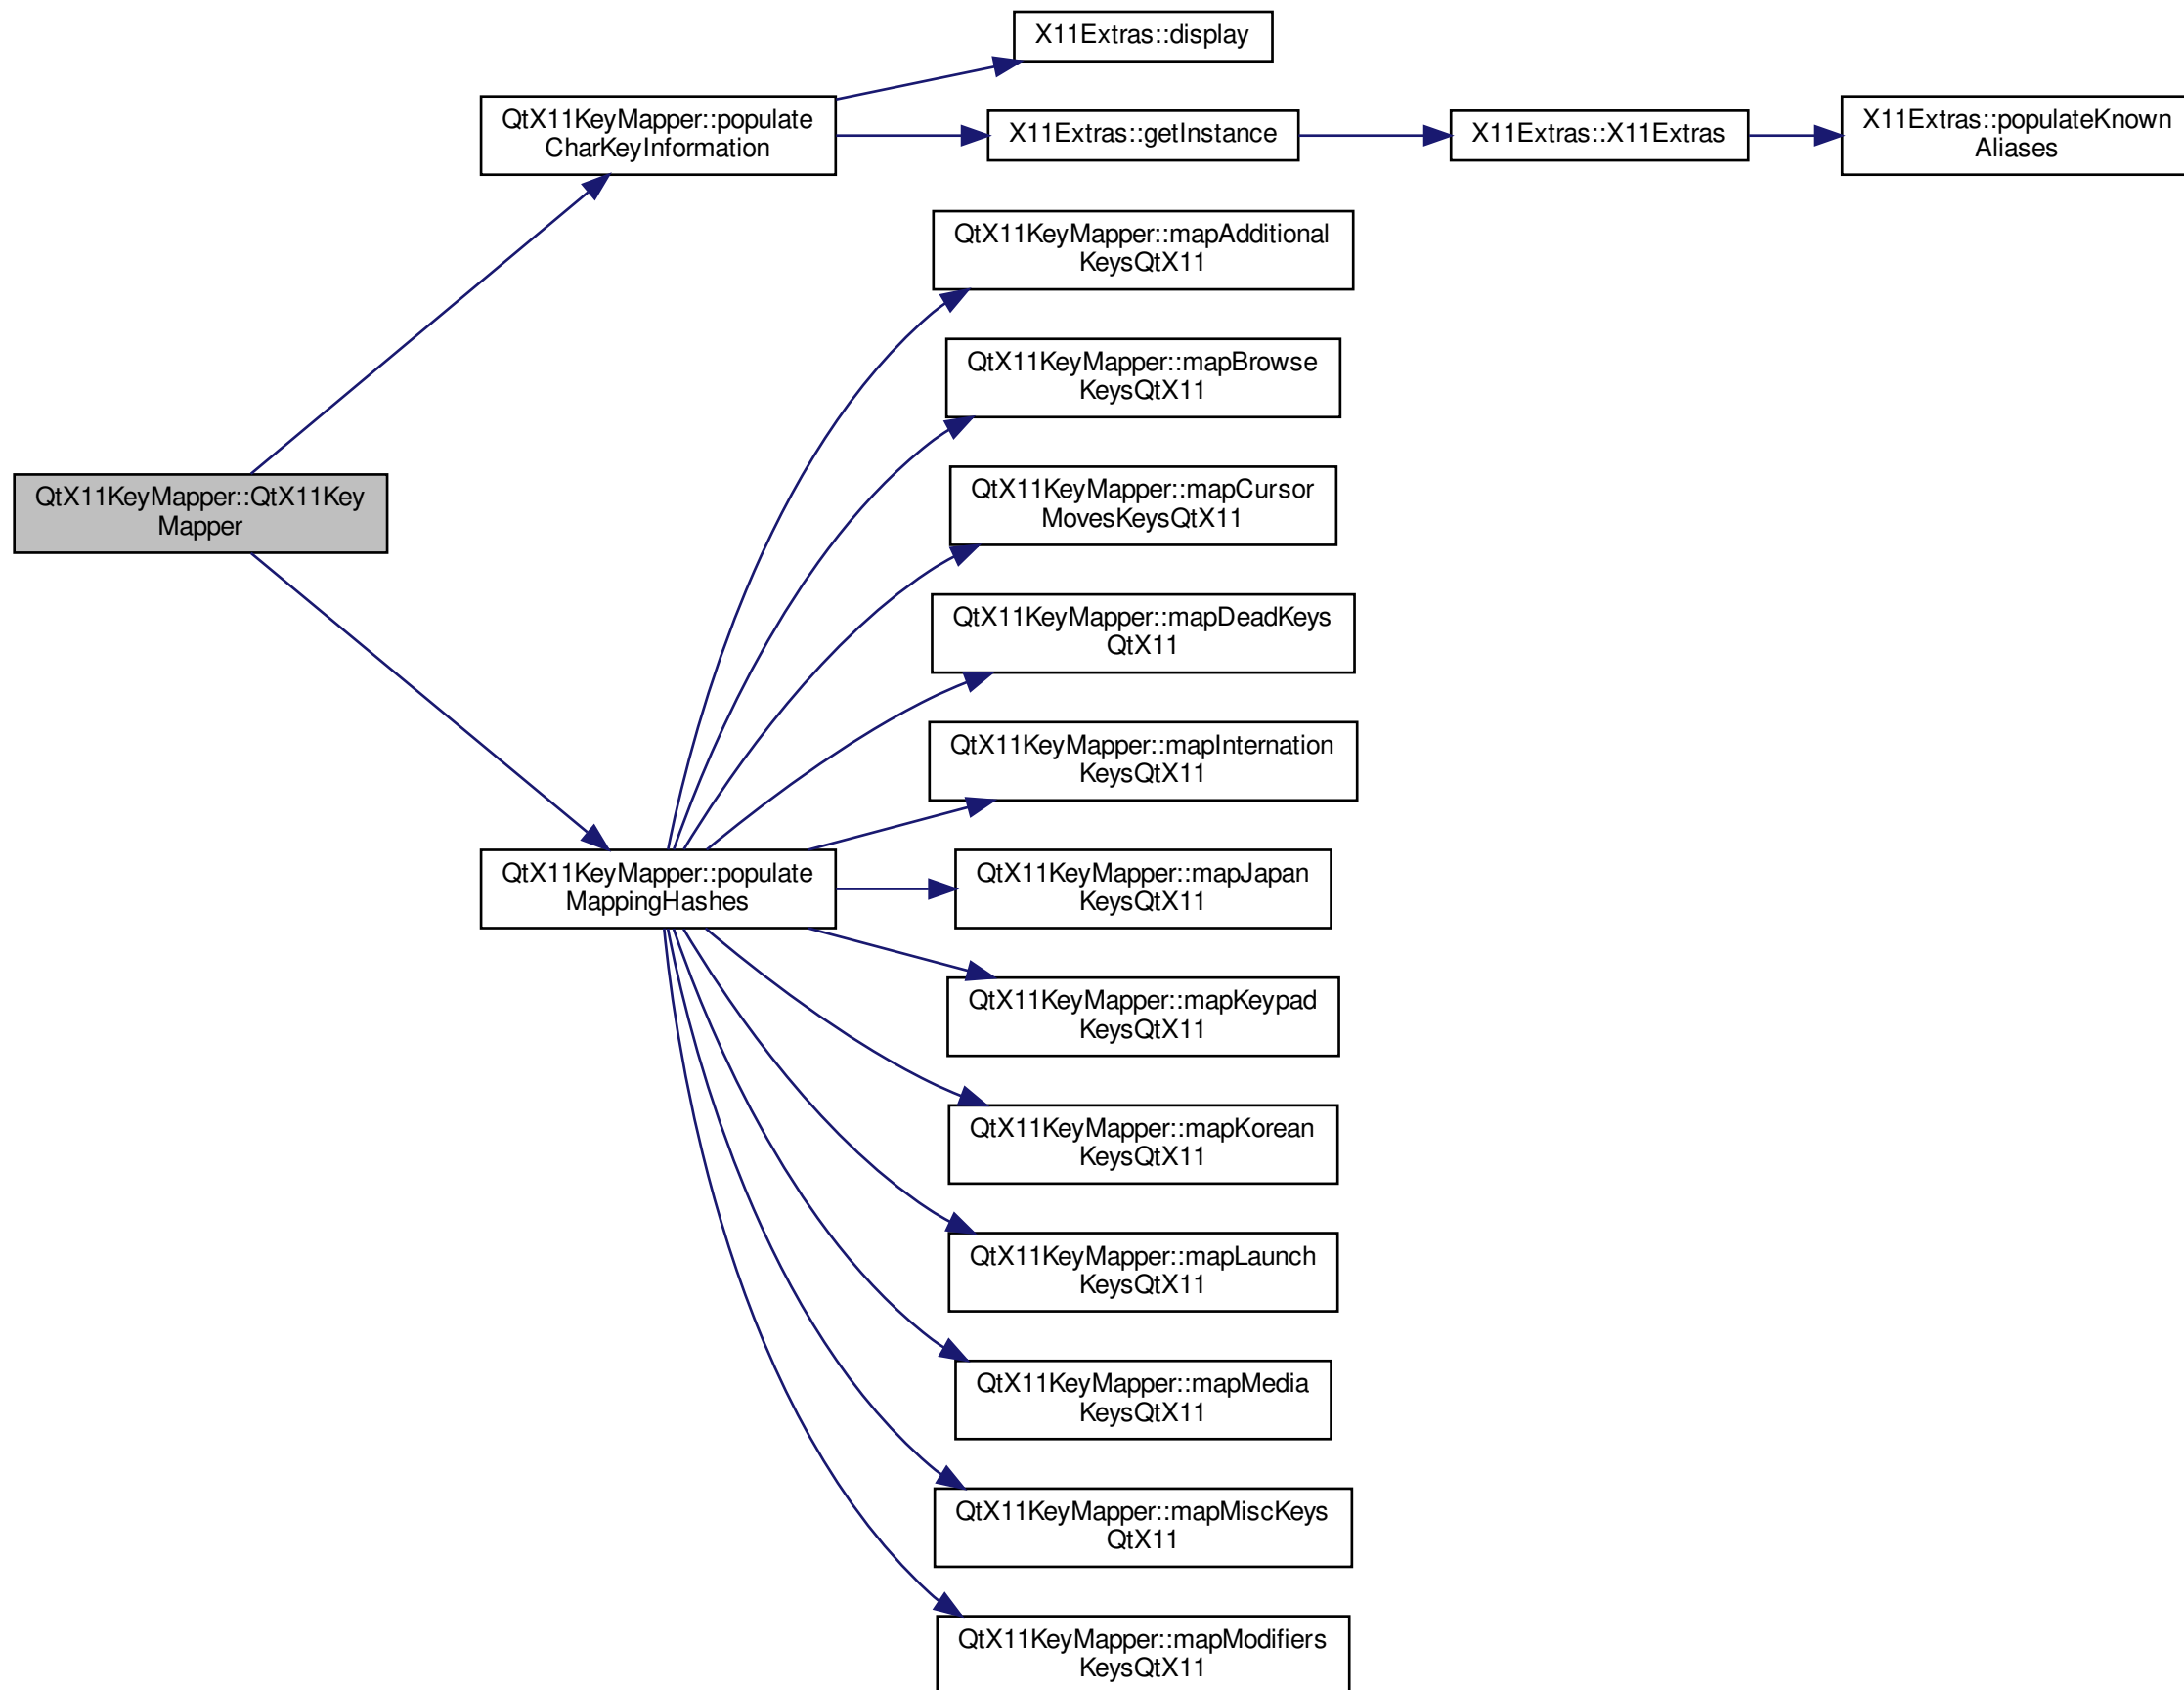 X11Extras::display
QtX11KeyMapper::populate
CharKeyInformation
X11Extras::getInstance
X11Extras::X11Extras
X11Extras::populateKnown
Aliases
QtX11KeyMapper::mapAdditional
KeysQtX11
QtX11KeyMapper::mapBrowse
KeysQtX11
QtX11KeyMapper::QtX11Key
Mapper
QtX11KeyMapper::mapCursor
MovesKeysQtX11
QtX11KeyMapper::mapDeadKeys
QtX11
QtX11KeyMapper::mapInternation
KeysQtX11
QtX11KeyMapper::populate
MappingHashes
QtX11KeyMapper::mapJapan
KeysQtX11
QtX11KeyMapper::mapKeypad
KeysQtX11
QtX11KeyMapper::mapKorean
KeysQtX11
QtX11KeyMapper::mapLaunch
KeysQtX11
QtX11KeyMapper::mapMedia
KeysQtX11
QtX11KeyMapper::mapMiscKeys
QtX11
QtX11KeyMapper::mapModifiers
KeysQtX11